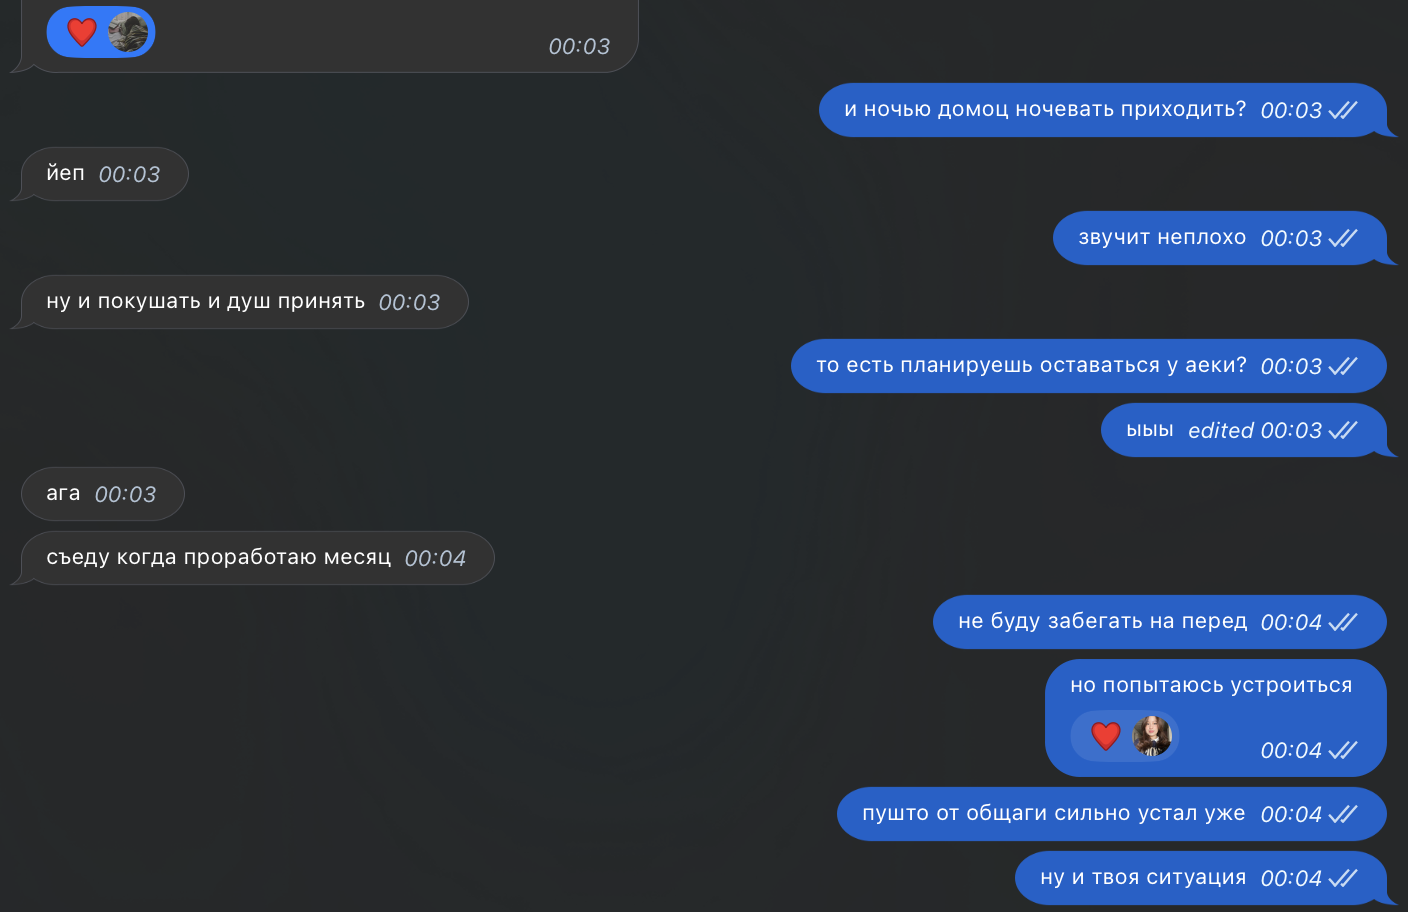 00:03
и ночью домоц ночевать приходить? 00:03
йеп 00:03
звучит неплохо 00:03
ну и покушать и душ принять 00:03
то есть планируешь оставаться у аеки? 00:03
ыыы edited 00:03
ага 00:03
съеду когда проработаю месяц 00:04
не буду забегать на перед 00:04
но попытаюсь устроиться
00:04
пушто от общаги сильно устал уже 00:04
ну и твоя ситуация 00:04